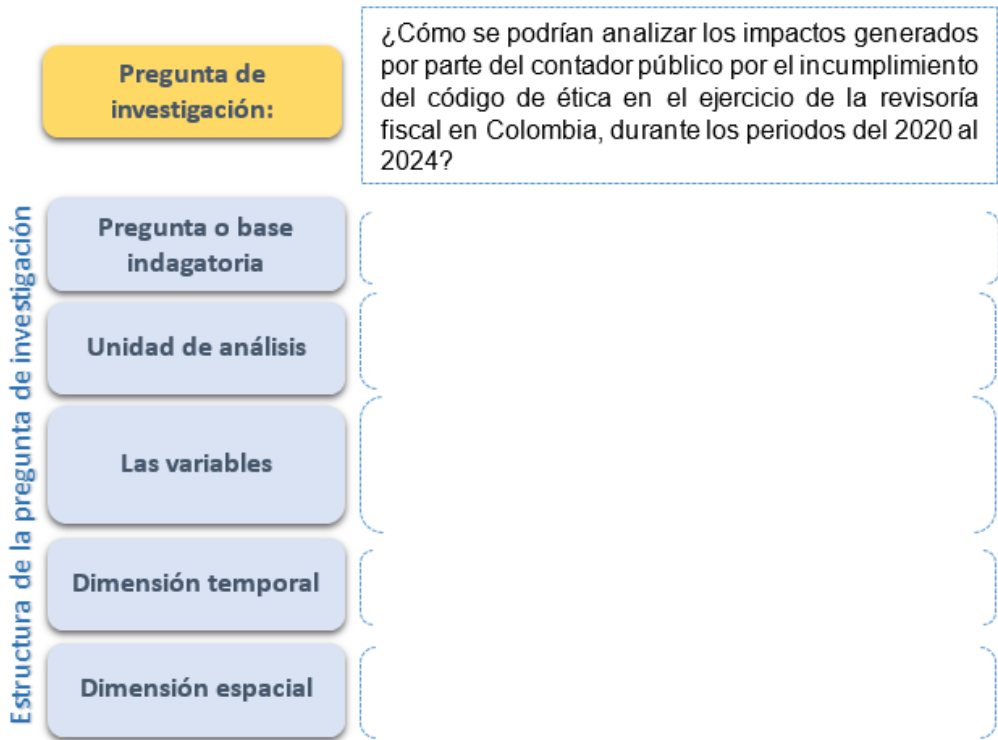 Pregunta de
investigación:
¿Cómo se podrían analizar los impactos generados
por parte del contador público por el incumplimiento
del código de ética en el ejercicio de la revisoría
fiscal en Colombia, durante los periodos del 2020 al
2024?
Estructura de la pregunta de investigación
Pregunta o base
indagatoria
Unidad de análisis
Las variables
Dimensión temporal
Dimensión espacial